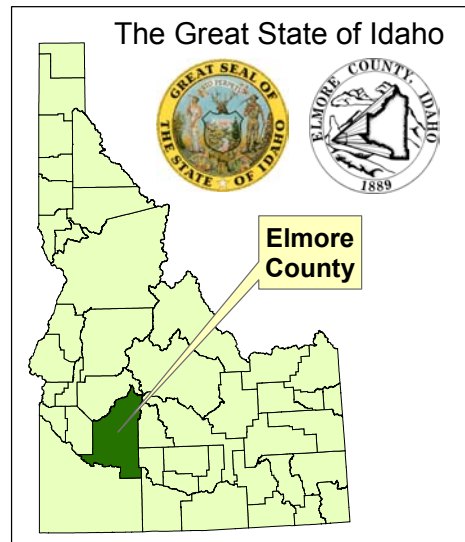 The Great State of Idaho
GREAT SEAL OF
THE STATE OF IDAHO
ELMORE COUNTY, IDAHO
1889
Elmore
County